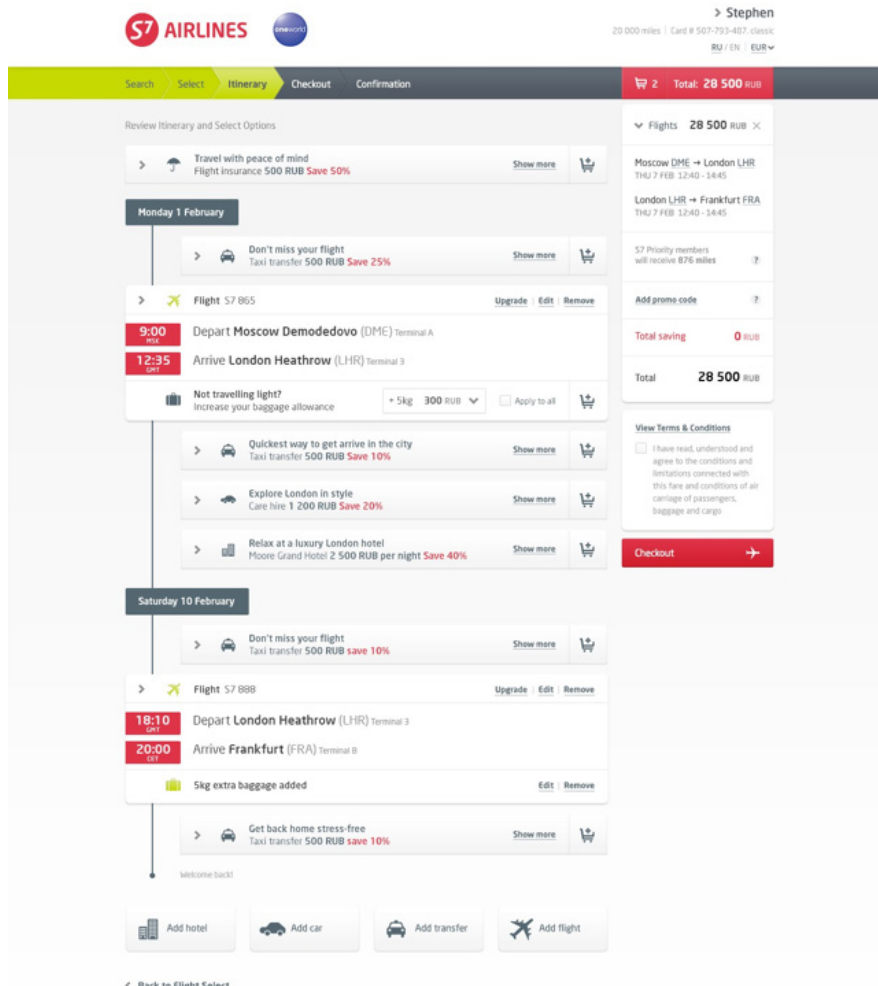 S7 AIRLINES
oneworld
> Stephen
20 000 miles | Card # 507-793-407, classic
RU / EN | EUR
Search
Select
Itinerary
Checkout
Confirmation
2 Total: 28 500 RUB
Review Itinerary and Select Options
Travel with peace of mind
Flight insurance 500 RUB Save 50%
Show more
Monday 1 February
Don't miss your flight
Taxi transfer 500 RUB Save 25%
Show more
Flight S7 865
Upgrade | Edit | Remove
9:00
MSK
Depart Moscow Demodedovo (DME) Terminal A
12:35
GMT
Arrive London Heathrow (LHR) Terminal 3
Not travelling light?
Increase your baggage allowance
+ 5kg 300 RUB
Apply to all
Quickest way to get arrive in the city
Taxi transfer 500 RUB Save 10%
Show more
Explore London in style
Care hire 1 200 RUB Save 20%
Show more
Relax at a luxury London hotel
Moore Grand Hotel 2 500 RUB per night Save 40%
Show more
Saturday 10 February
Don't miss your flight
Taxi transfer 500 RUB save 10%
Show more
Flight S7 888
Upgrade | Edit | Remove
18:10
GMT
Depart London Heathrow (LHR) Terminal 3
20:00
CET
Arrive Frankfurt (FRA) Terminal B
5kg extra baggage added
Edit | Remove
Get back home stress-free
Taxi transfer 500 RUB save 10%
Show more
Welcome back!
Add hotel
Add car
Add transfer
Add flight
< Back to Flight Select
Flights 28 500 RUB ×
Moscow DME → London LHR
THU 7 FEB 12:40 - 14:45
London LHR → Frankfurt FRA
THU 7 FEB 12:40 - 14:45
S7 Priority members
will receive 876 miles ?
Add promo code ?
Total saving 0 RUB
Total 28 500 RUB
View Terms & Conditions
I have read, understood and
agree to the conditions and
limitations connected with
this fare and conditions of air
carriage of passengers,
baggage and cargo
Checkout